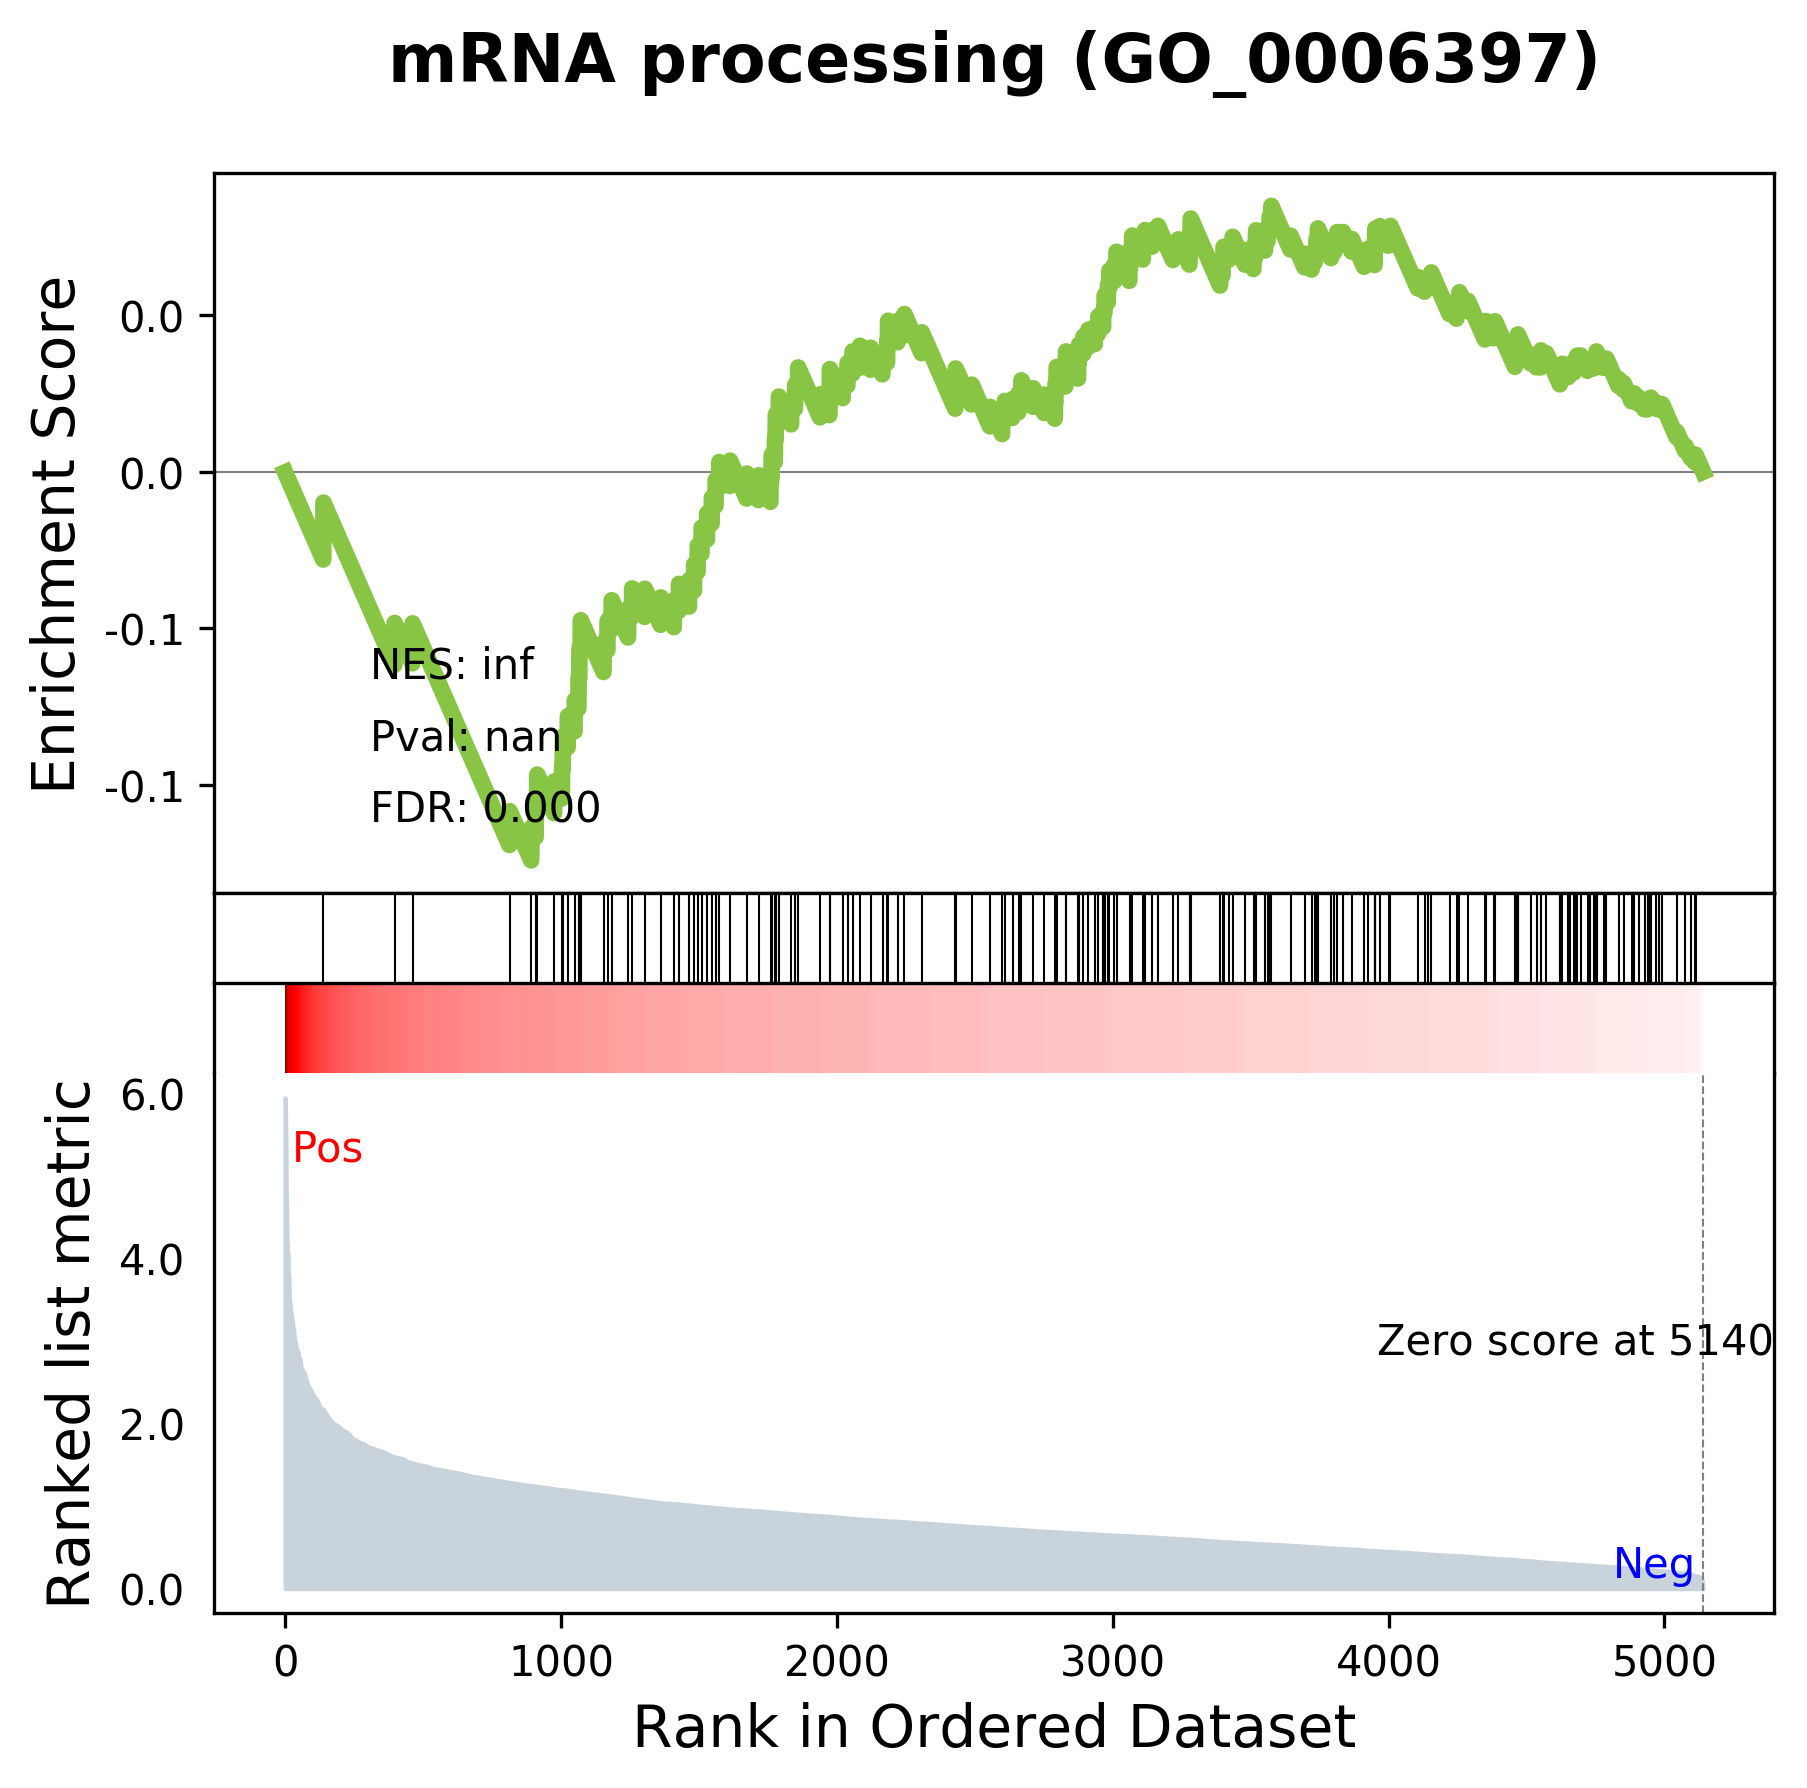 mRNA processing (GO_0006397)
Enrichment Score
0.0
0.0
-0.1
-0.1
NES: inf
Pval: nan
FDR: 0.000
Ranked list metric
6.0
4.0
2.0
0.0
Pos
Zero score at 5140
Neg
0 1000 2000 3000 4000 5000
Rank in Ordered Dataset